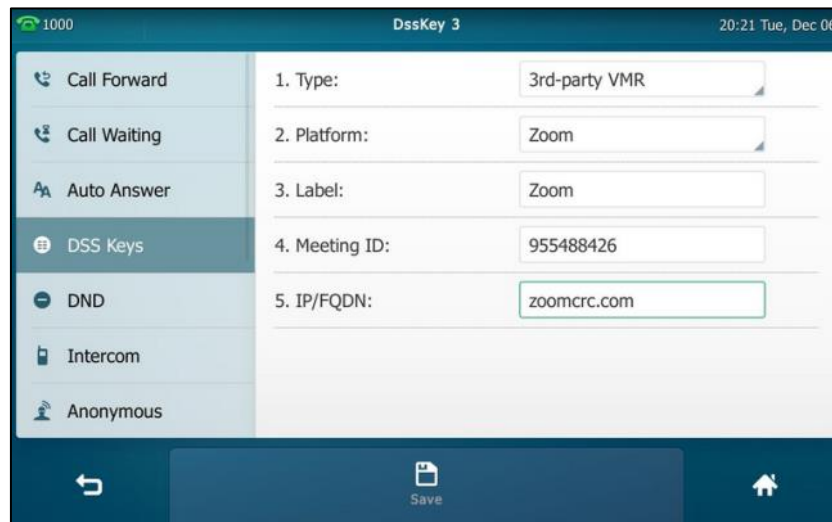 1000 DssKey 3 20:21 Tue, Dec 06
Call Forward
Call Waiting
Auto Answer
DSS Keys
DND
Intercom
Anonymous
1. Type: 3rd-party VMR
2. Platform: Zoom
3. Label: Zoom
4. Meeting ID: 955488426
5. IP/FQDN: zoomcrc.com
Save